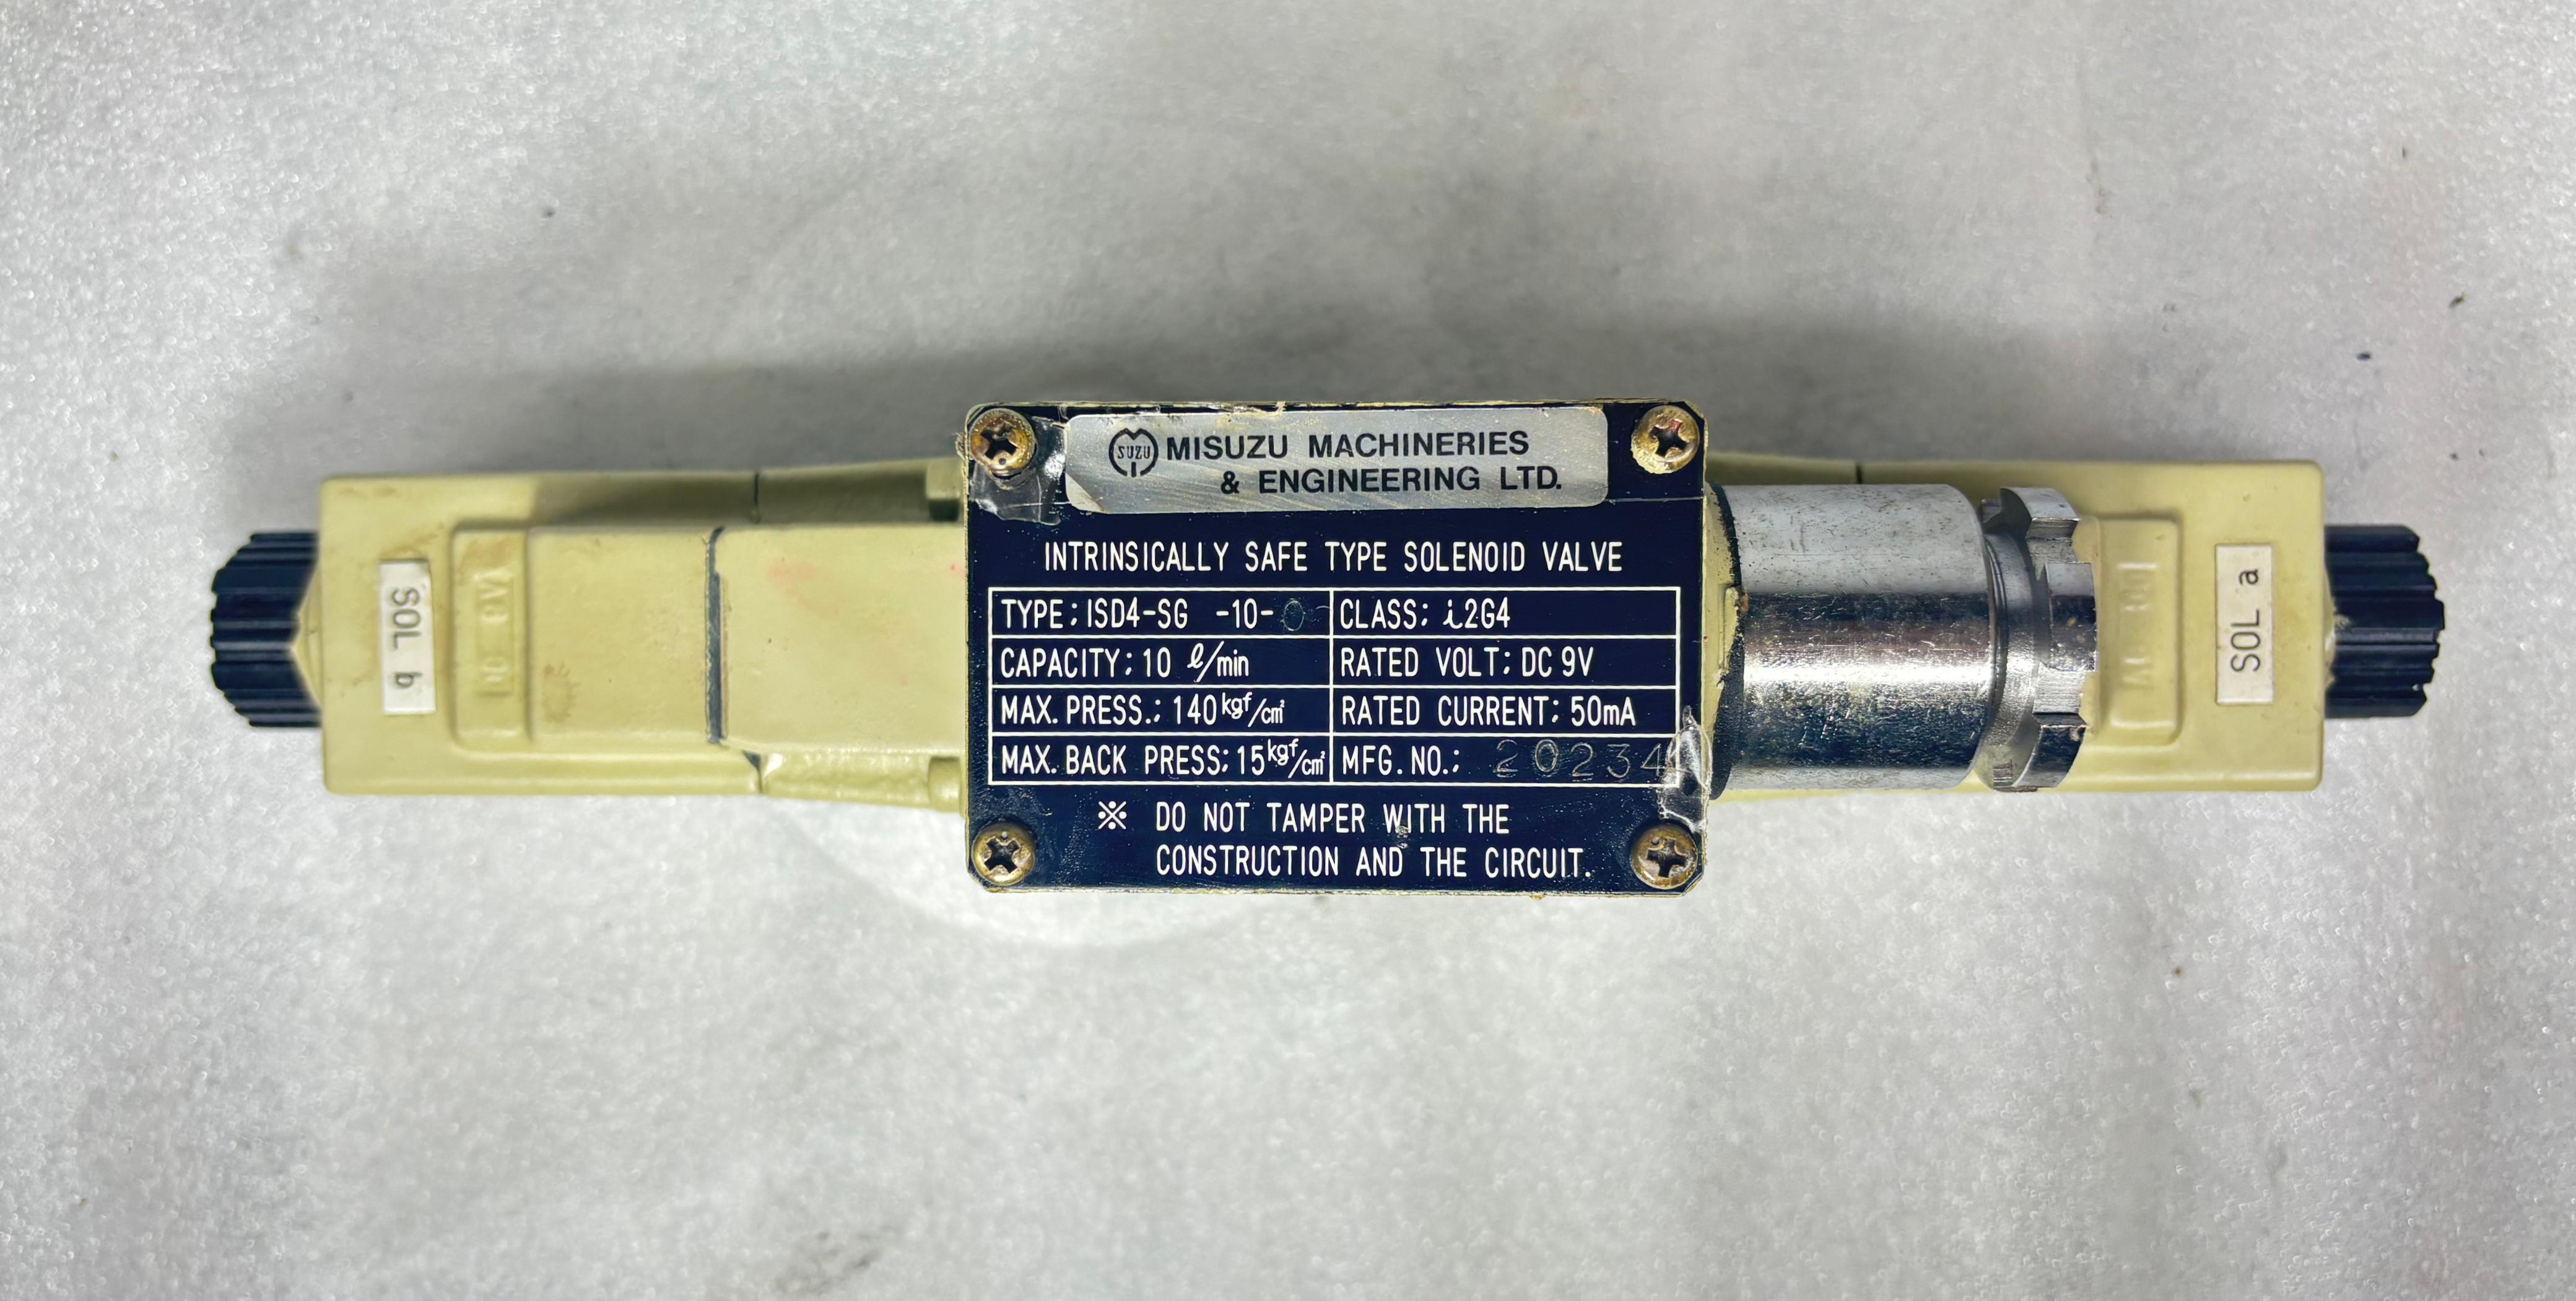 SUZU
MISUZU MACHINERIES
& ENGINEERING LTD.
INTRINSICALLY SAFE TYPE SOLENOID VALVE
TYPE; ISD4-SG -10-0
CLASS: i2G4
CAPACITY; 10 ℓ/min
RATED VOLT; DC 9V
MAX. PRESS.; 140 kgf/cm²
RATED CURRENT; 50mA
MAX. BACK PRESS; 15 kgf/cm²
MFG. NO.; 20234
※ DO NOT TAMPER WITH THE
CONSTRUCTION AND THE CIRCUIT.
SOL b
SOL a